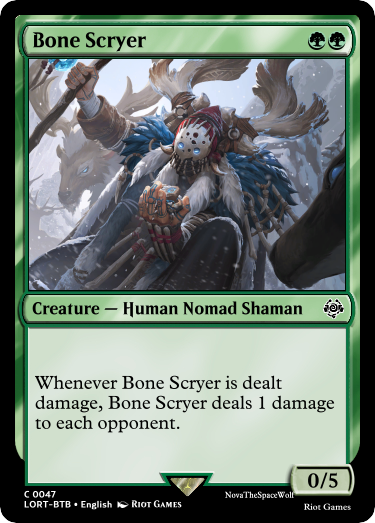 Bone Scryer
Creature — Human Nomad Shaman
Whenever Bone Scryer is dealt
damage, Bone Scryer deals 1 damage
to each opponent.
0/5
C 0047
LORT-BTB • English Riot Games
NovaTheSpaceWolf
Riot Games